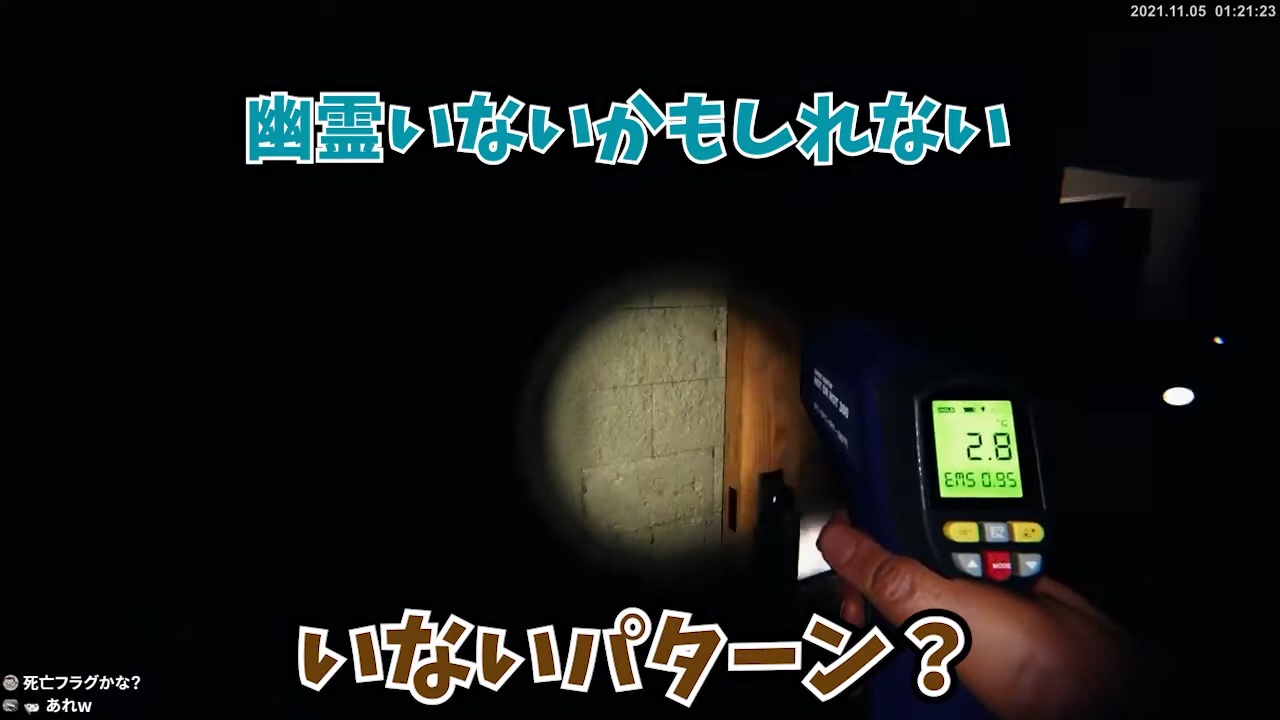 2021.11.05 01:21:23
幽霊いないかもしれない
HOLD
°C
2.8
EMS 0.95
MODE
いないパターン？
死亡フラグかな?
あれw